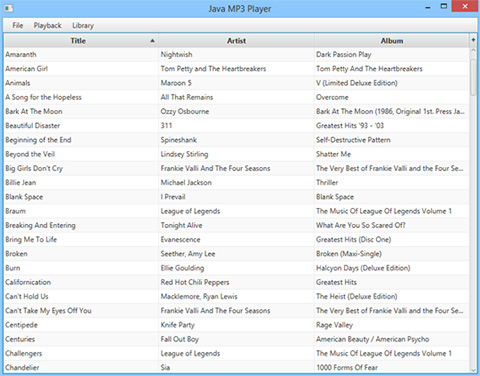 Java MP3 Player
File Playback Library
Title Artist Album
Amaranth Nightwish Dark Passion Play
American Girl Tom Petty and The Heartbreakers Tom Petty And The Heartbreakers
Animals Maroon 5 V (Limited Deluxe Edition)
A Song for the Hopeless All That Remains Overcome
Bark At The Moon Ozzy Osbourne Bark At The Moon (1986, Original 1st. Press Ja...
Beautiful Disaster 311 Greatest Hits '93 - '03
Beginning of the End Spineshank Self-Destructive Pattern
Beyond the Veil Lindsey Stirling Shatter Me
Big Girls Don't Cry Frankie Valli And The Four Seasons The Very Best of Frankie Valli and the Four Se...
Billie Jean Michael Jackson Thriller
Blank Space I Prevail Blank Space
Braum League of Legends The Music Of League Of Legends Volume 1
Breaking And Entering Tonight Alive What Are You So Scared Of?
Bring Me To Life Evanescence Greatest Hits (Disc One)
Broken Seether, Amy Lee Broken (Maxi-Single)
Burn Ellie Goulding Halcyon Days (Deluxe Edition)
Californication Red Hot Chili Peppers Greatest Hits
Can't Hold Us Macklemore, Ryan Lewis The Heist (Deluxe Edition)
Can't Take My Eyes Off You Frankie Valli And The Four Seasons The Very Best of Frankie Valli and the Four Se...
Centipede Knife Party Rage Valley
Centuries Fall Out Boy American Beauty / American Psycho
Challengers League of Legends The Music Of League Of Legends Volume 1
Chandelier Sia 1000 Forms Of Fear